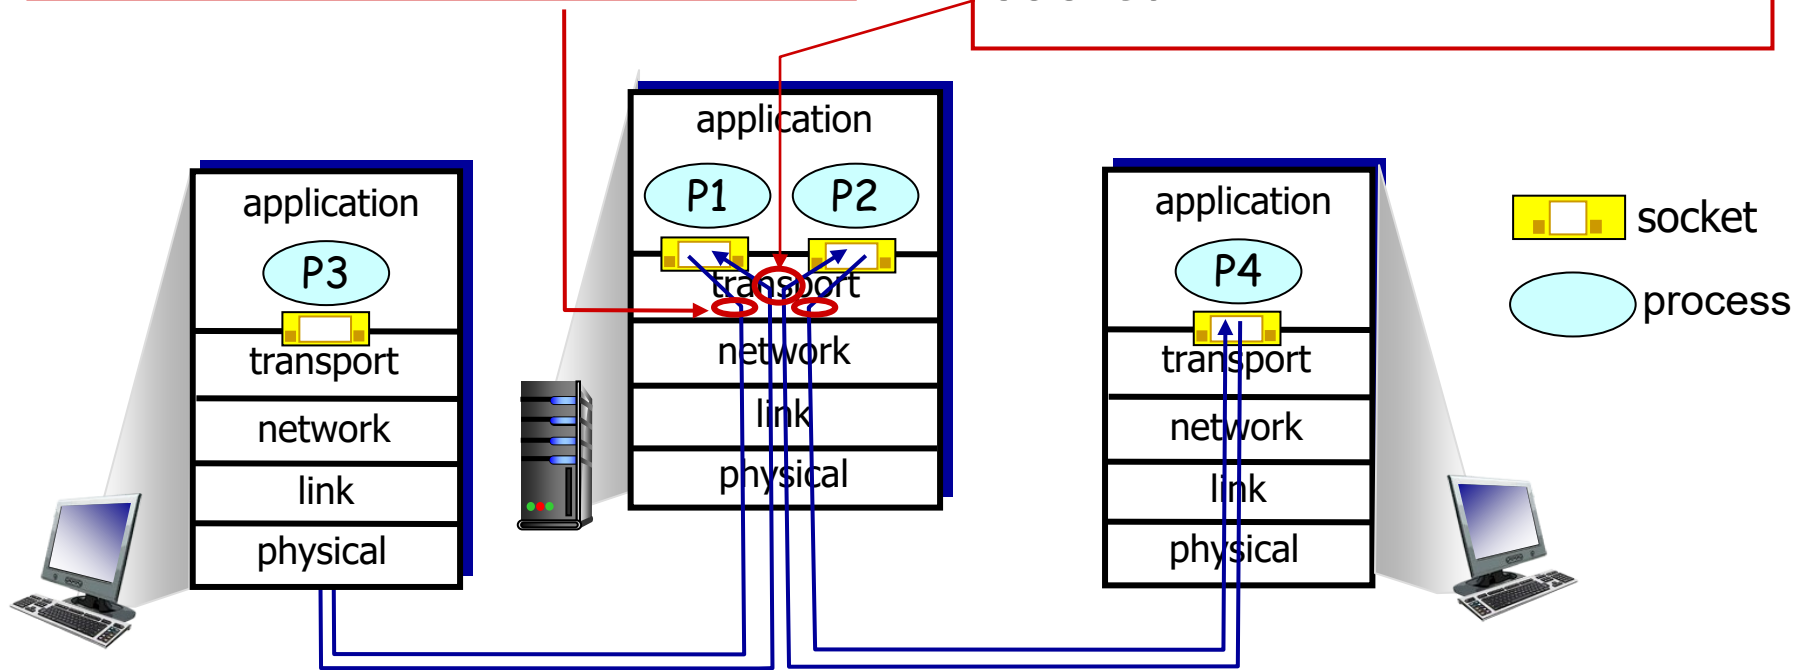 application
P1
P2
transport
network
link
physical
application
P3
transport
network
link
physical
application
P4
transport
network
link
physical
socket
process